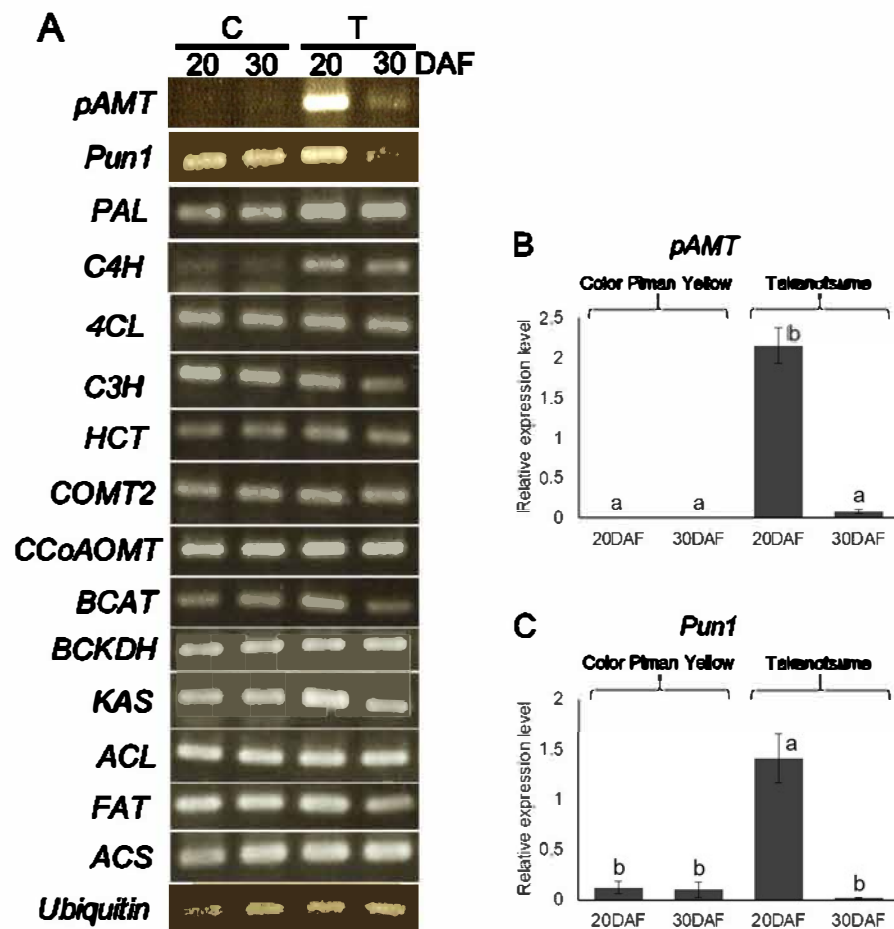 A
C T
20 30 20 30 DAF
pAMT
Pun1
PAL
C4H
4CL
C3H
HCT
COMT2
CCoAOMT
BCAT
BCKDH
KAS
ACL
FAT
ACS
Ubiquitin
B
pAMT
Color Piman Yellow Takanotsume
Relative expression level
2.5
2
1.5
1
0.5
0
a a b a
20DAF 30DAF 20DAF 30DAF
C
Pun1
Color Piman Yellow Takanotsume
Relative expression level
2
1.5
1
0.5
0
b b a b
20DAF 30DAF 20DAF 30DAF